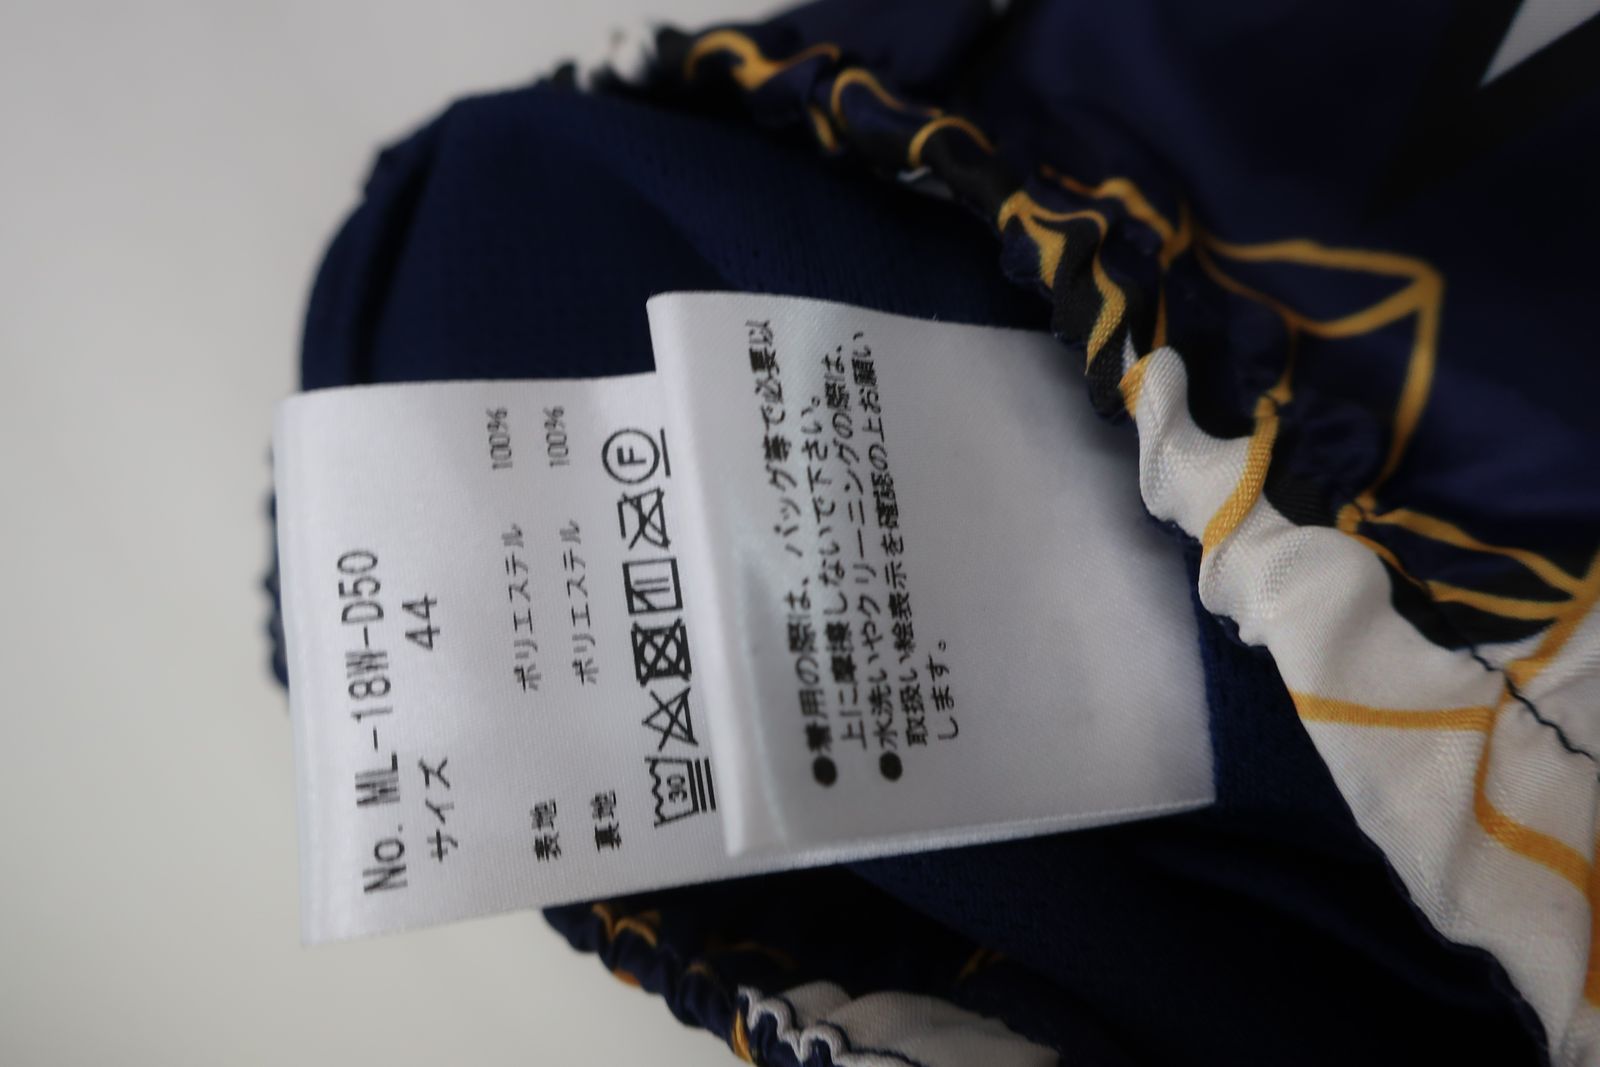 No. ML-18W-D50
サイズ 44
表地 ポリエステル 100%
裏地 ポリエステル 100%
30
F
●着用の際は、バッグ等で必要以
上に摩擦しないで下さい。
●水洗いやクリーニングの際は、
取扱い絵表示を確認の上お願い
します。